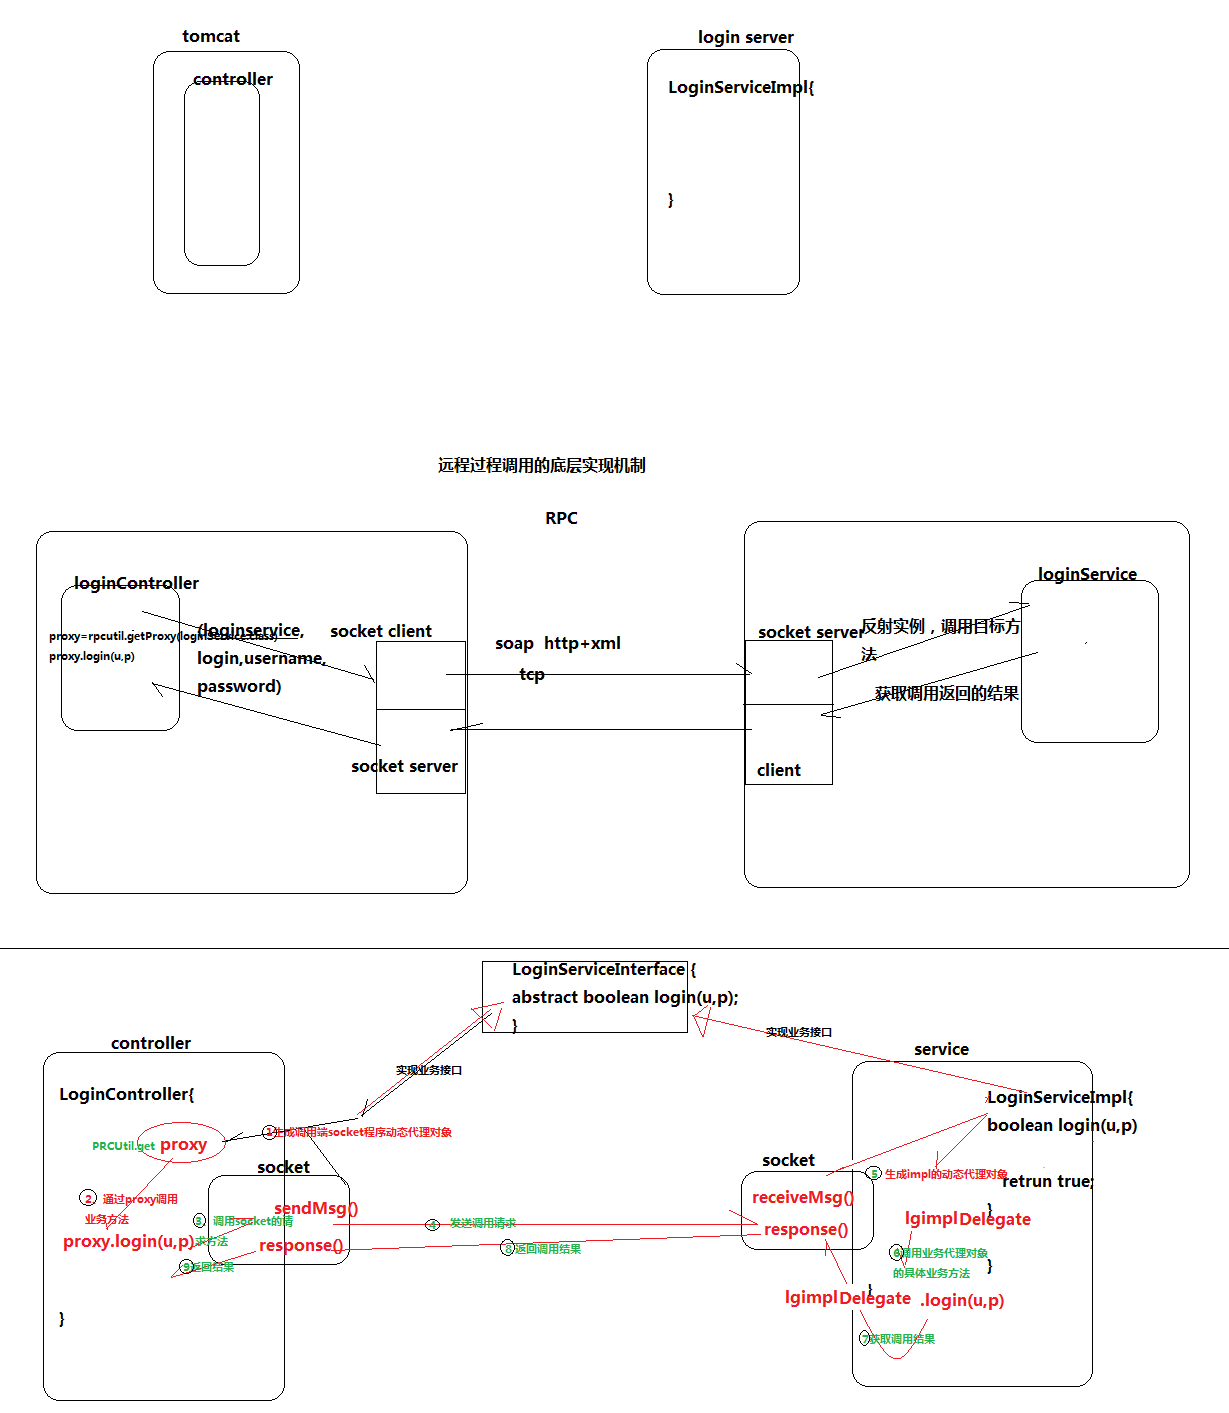 tomcat
controller
login server
LoginServiceImpl{
}
远程过程调用的底层实现机制
RPC
loginController
proxy=rpcutil.getProxy(loginService.class)
proxy.login(u,p)
(loginservice,
login,username,
password)
socket client
socket server
soap  http+xml
tcp
socket server
client
反射实例，调用目标方
法
获取调用返回的结果
loginService
LoginServiceInterface {
abstract boolean login(u,p);
}
实现业务接口
实现业务接口
controller
LoginController{
PRCUtil.get proxy
1生成调用端socket程序动态代理对象
2. 通过proxy调用
业务方法
proxy.login(u,p)
}
socket
sendMsg()
response()
3 调用socket的请
求方法
9返回结果
4 发送调用请求
8返回调用结果
socket
receiveMsg()
response()
service
LoginServiceImpl{
boolean login(u,p)
5 生成impl的动态代理对象
retrun true;
}
lgimplDelegate
6调用业务代理对象
的具体业务方法
}
}
lgimplDelegate .login(u,p)
7获取调用结果